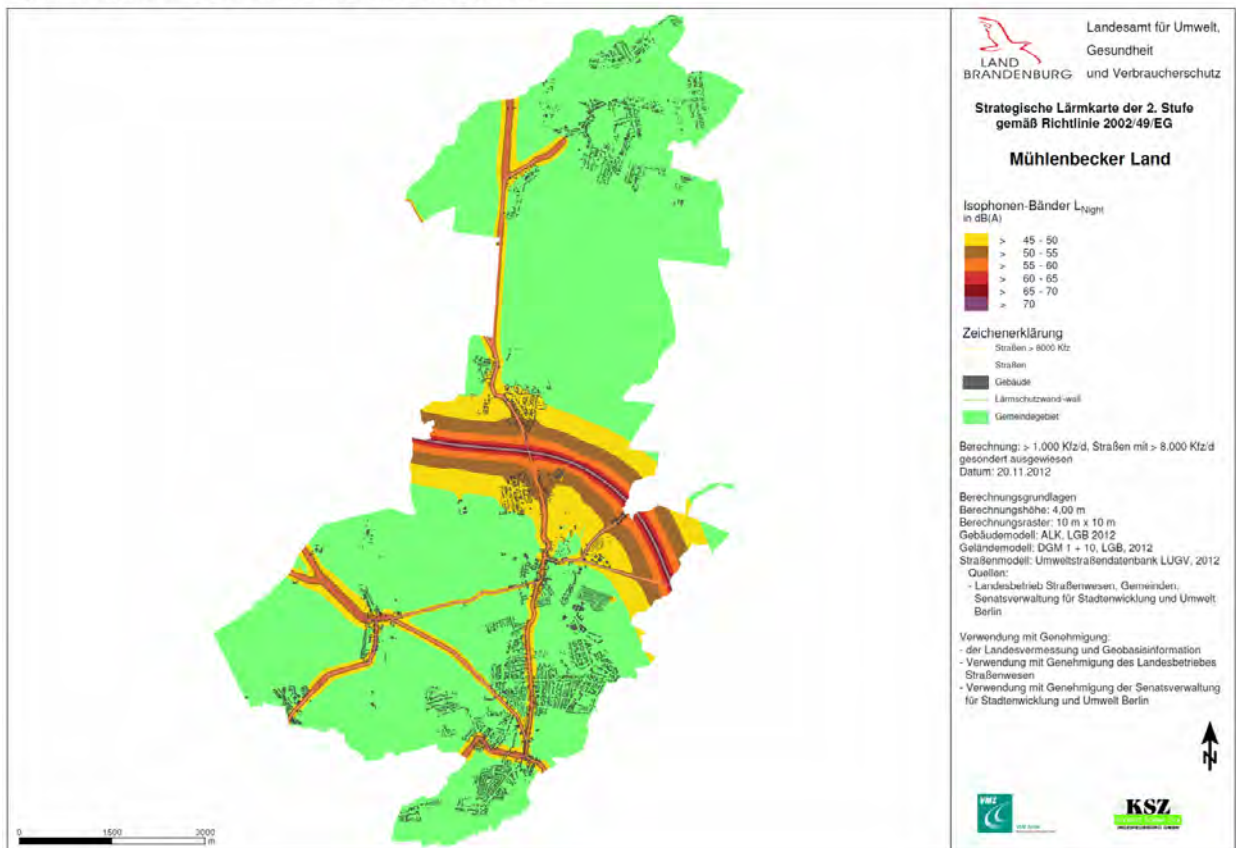 Landesamt für Umwelt,
Gesundheit
und Verbraucherschutz
LAND
BRANDENBURG
Strategische Lärmkarte der 2. Stufe
gemäß Richtlinie 2002/49/EG
Mühlenbecker Land
Isophonen-Bänder LNight
in dB(A)
> 45 - 50
> 50 - 55
> 55 - 60
> 60 - 65
> 65 - 70
> 70
Zeichenerklärung
Straßen > 8000 Kfz
Straßen
Gebäude
Lärmschutzwand -wall
Gemeindegebiet
Berechnung: > 1.000 Kfz/d, Straßen mit > 8.000 Kfz/d
gesondert ausgewiesen
Datum: 20.11.2012
Berechnungsgrundlagen
Berechnungshöhe: 4,00 m
Berechnungsraster: 10 m x 10 m
Gebäudemodell: ALK, LGB 2012
Geländemodell: DGM 1 + 10, LGB, 2012
Straßenmodell: Umweltstraßendatenbank LUGV, 2012
Quellen:
- Landesbetrieb Straßenwesen, Gemeinden,
Senatsverwaltung für Stadtenwicklung und Umwelt
Berlin
Verwendung mit Genehmigung:
- der Landesvermessung und Geobasisinformation
- Verwendung mit Genehmigung des Landesbetriebes
Straßenwesen
- Verwendung mit Genehmigung der Senatsverwaltung
für Stadtenwicklung und Umwelt Berlin
N
VMZ
KSZ
0 1500 3000
m